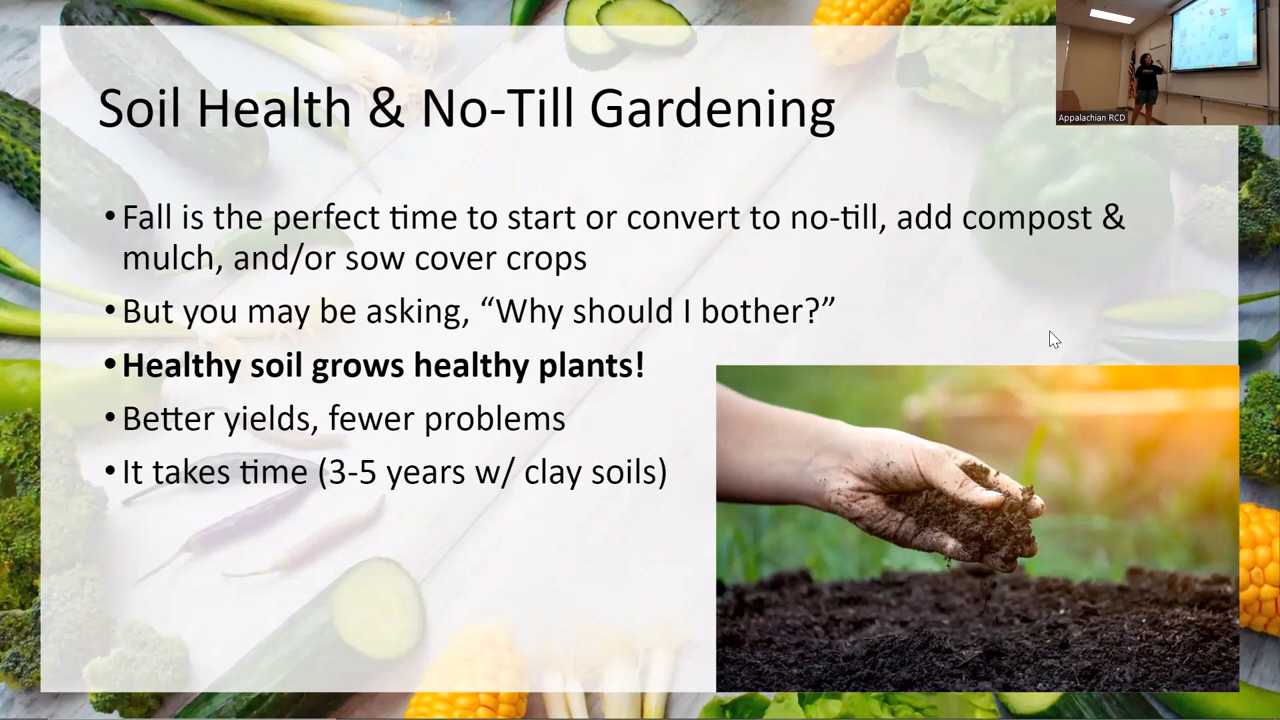 Soil Health & No-Till Gardening
• Fall is the perfect time to start or convert to no-till, add compost &
mulch, and/or sow cover crops
• But you may be asking, “Why should I bother?”
• Healthy soil grows healthy plants!
• Better yields, fewer problems
• It takes time (3-5 years w/ clay soils)
Appalachian RCD